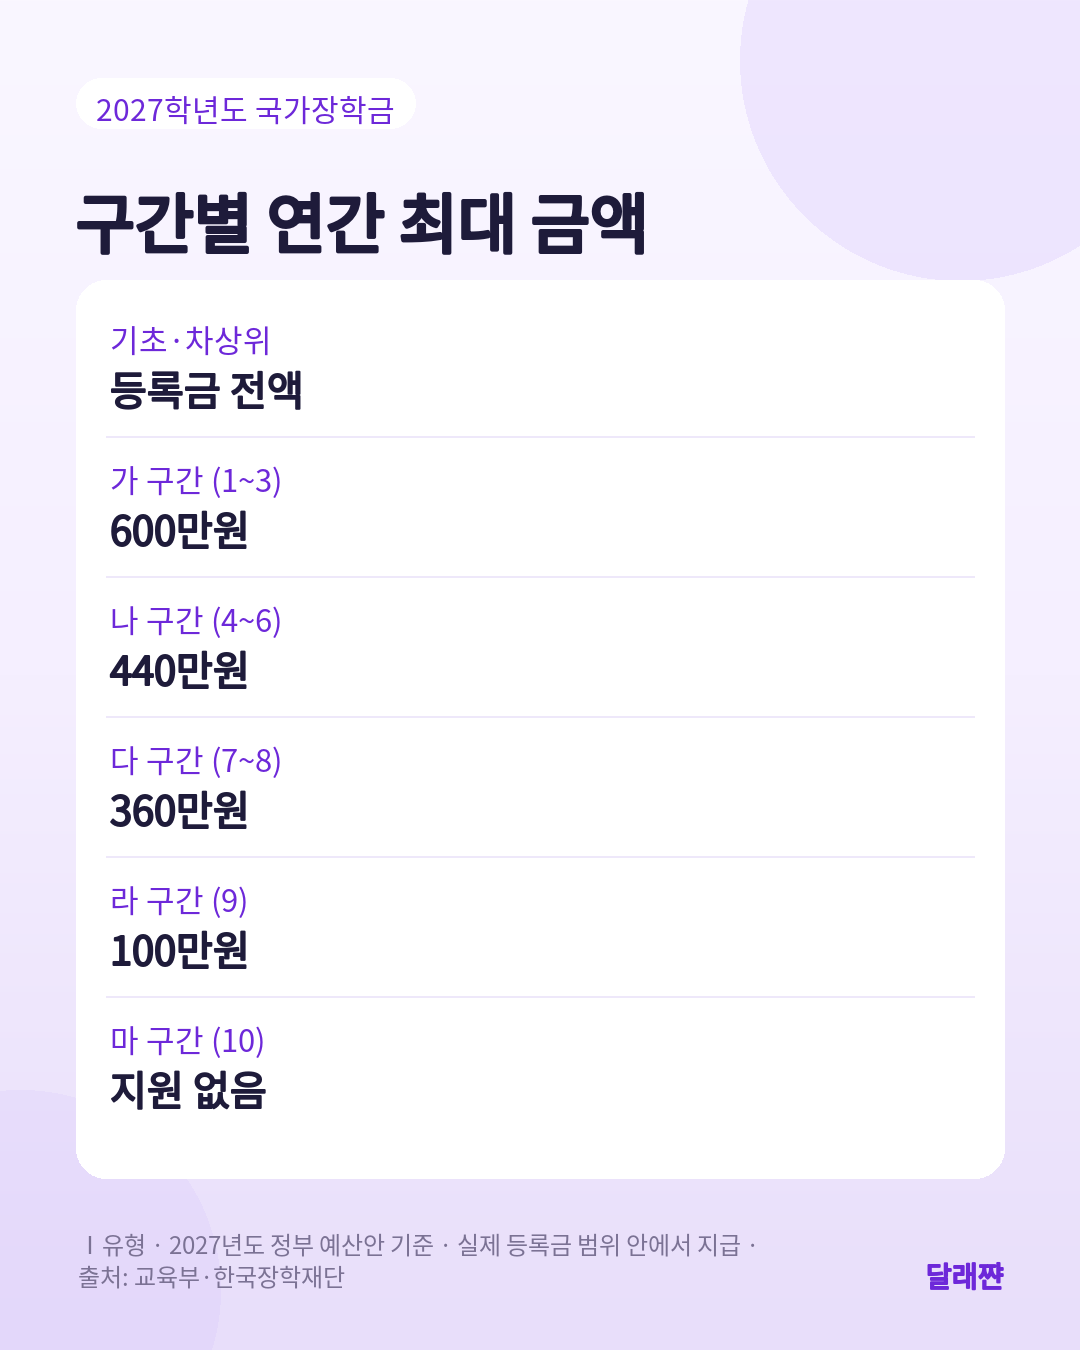 2027학년도 국가장학금
구간별 연간 최대 금액
기초·차상위
등록금 전액
가 구간 (1~3)
600만원
나 구간 (4~6)
440만원
다 구간 (7~8)
360만원
라 구간 (9)
100만원
마 구간 (10)
지원 없음
Ⅰ유형 · 2027년도 정부 예산안 기준 · 실제 등록금 범위 안에서 지급 ·
출처: 교육부·한국장학재단
달래쨘